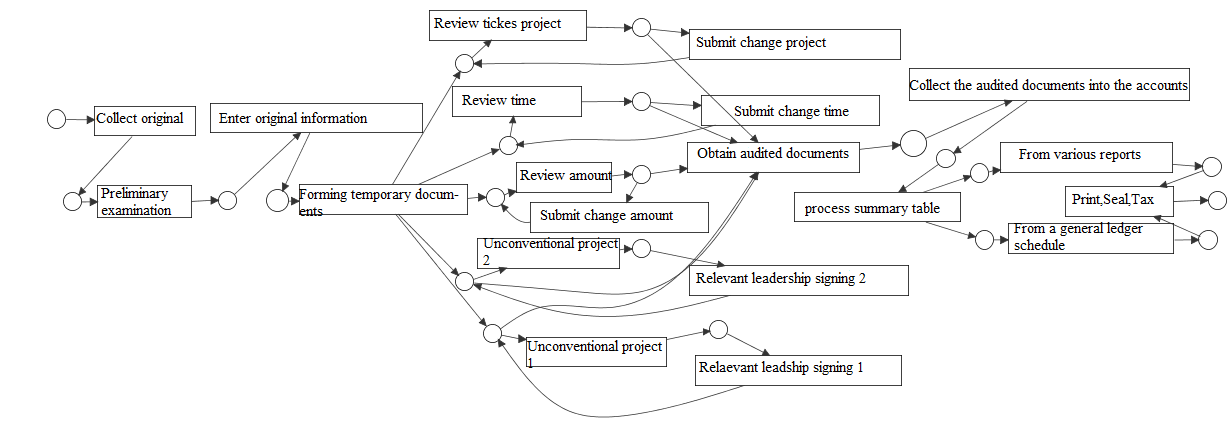 Review tickes project
Submit change project
Collect the audited documents into the accounts
Review time
Submit change time
Collect original
Enter original information
Obtain audited documents
From various reports
Review amount
Preliminary
examination
Forming temporary docum-
ents
Print,Seal,Tax
process summary table
Submit change amount
From a general ledger
schedule
Unconventional project
2
Relevant leadership signing 2
Unconventional project
1
Relaevant leadship signing 1